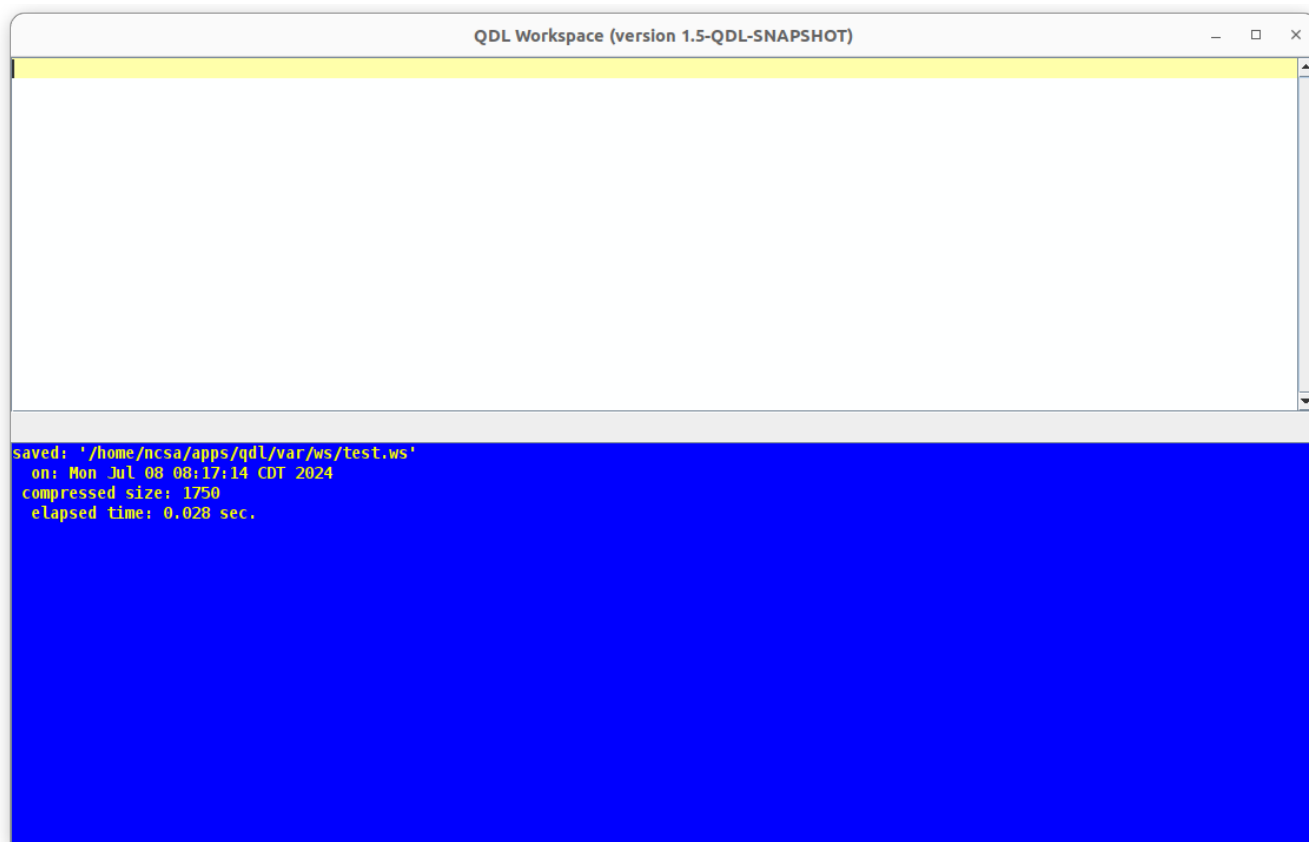 QDL Workspace (version 1.5-QDL-SNAPSHOT)
saved: '/home/ncsa/apps/qdl/var/ws/test.ws'
on: Mon Jul 08 08:17:14 CDT 2024
compressed size: 1750
elapsed time: 0.028 sec.